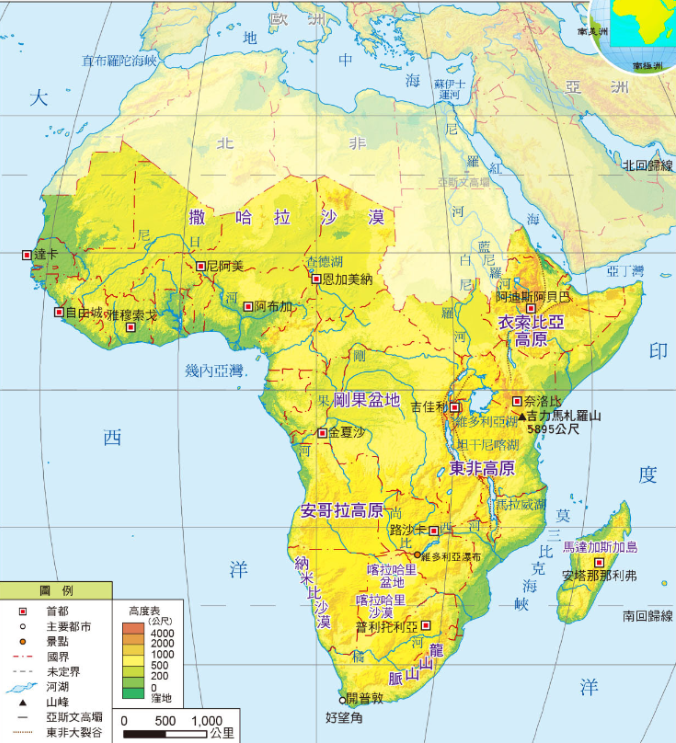 歐洲
南美洲
南極洲
直布羅陀海峽
地
中
海
蘇伊士
運河
亞洲
大
西
洋
北非
尼羅河
紅海
北回歸線
亞斯文高壩
撒哈拉沙漠
達卡
尼日河
尼阿美
查德湖
恩加美納
白尼羅河
藍尼羅河
亞丁灣
阿迪斯阿貝巴
自由城
雅穆索戈
阿布加
衣索比亞
高原
印
度
洋
幾內亞灣
剛果河
剛果盆地
吉佳利
奈洛比
吉力馬札羅山
5895公尺
維多利亞湖
金夏沙
坦干尼喀湖
東非高原
安哥拉高原
馬拉威湖
尚比西河
路沙卡
莫三比克海峽
維多利亞瀑布
馬達加斯加島
安塔那那利弗
納米比沙漠
喀拉哈里
盆地
喀拉哈里
沙漠
普利托利亞
南回歸線
橘河
龍山山脈
開普敦
好望角
圖例
首都
主要都市
景點
國界
未定界
河湖
山峰
亞斯文高壩
東非大裂谷
高度表
(公尺)
4000
2000
1000
500
200
0
窪地
0 500 1,000
公里